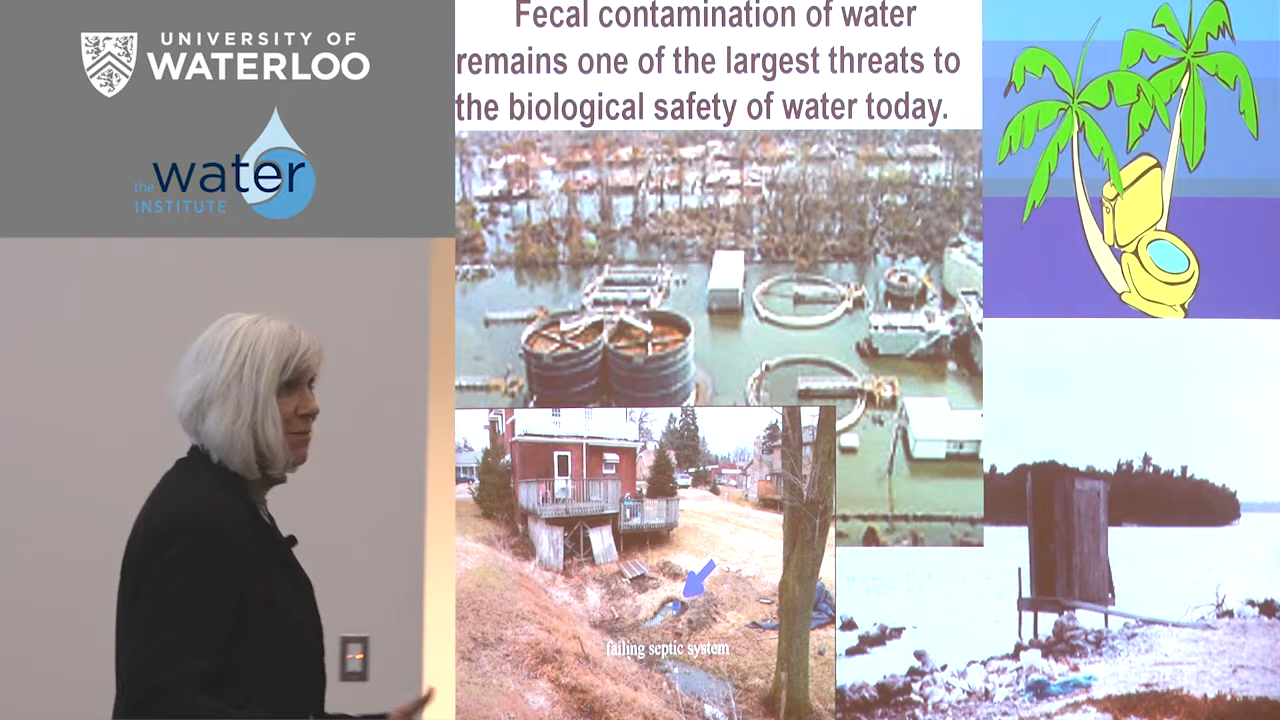 UNIVERSITY OF
WATERLOO
the water
INSTITUTE
Fecal contamination of water
remains one of the largest threats to
the biological safety of water today.
failing septic system